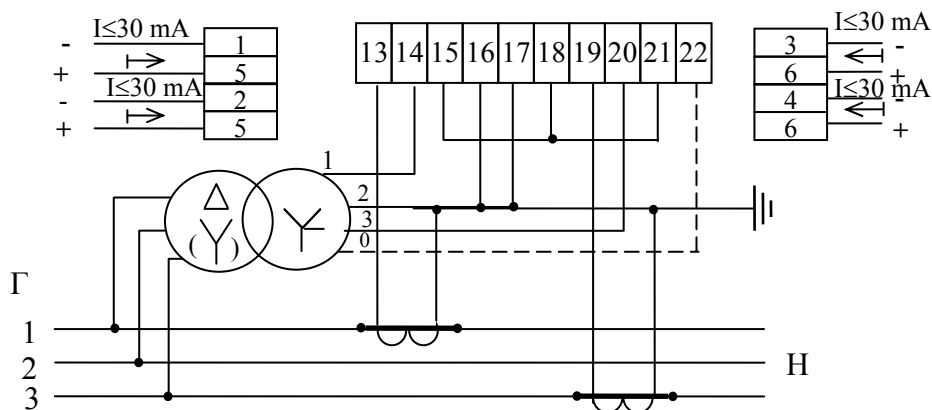 I≤30 mA
- 1
+ 5
I≤30 mA
- 2
+ 5
13 14 15 16 17 18 19 20 21 22
I≤30 mA
3 -
6 +
I≤30 mA
4 -
6 +
1
2
3
0
Δ
(Y)
Y
Г
1
2
3
Н